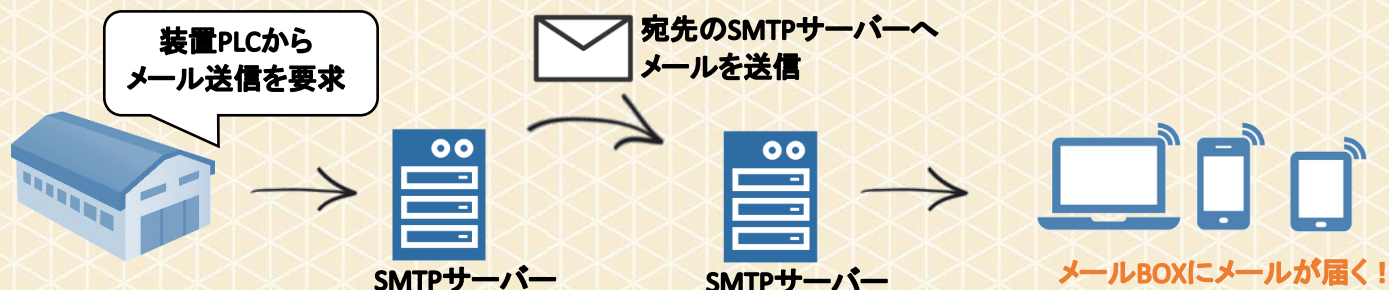 装置PLCから
メール送信を要求
宛先のSMTPサーバーへ
メールを送信
SMTPサーバー
SMTPサーバー
メールBOXにメールが届く!